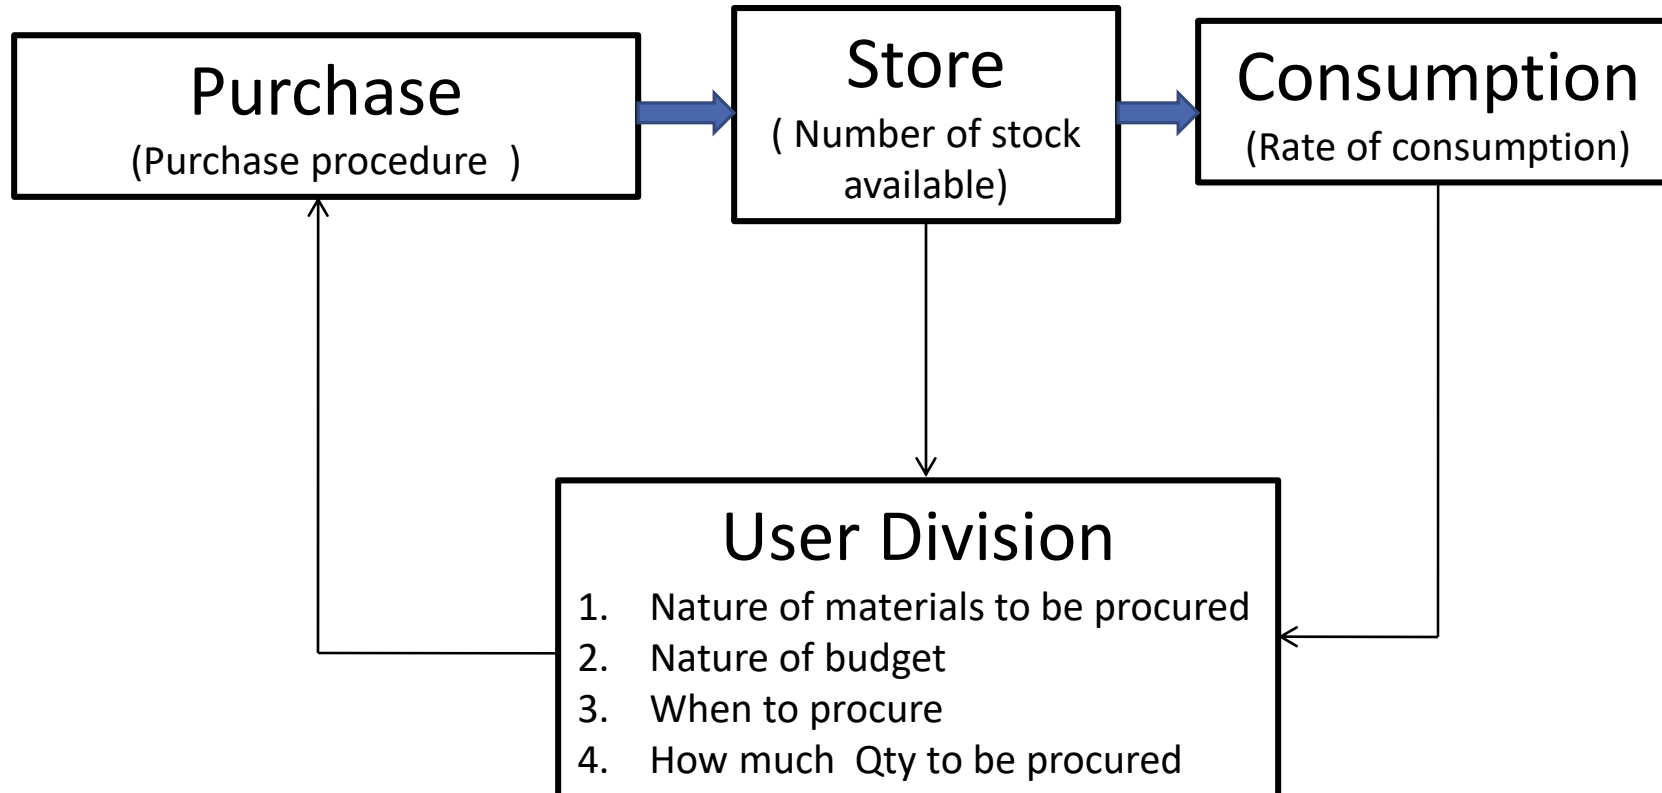 Purchase
(Purchase procedure )
Store
( Number of stock
available)
Consumption
(Rate of consumption)
User Division
1. Nature of materials to be procured
2. Nature of budget
3. When to procure
4. How much Qty to be procured